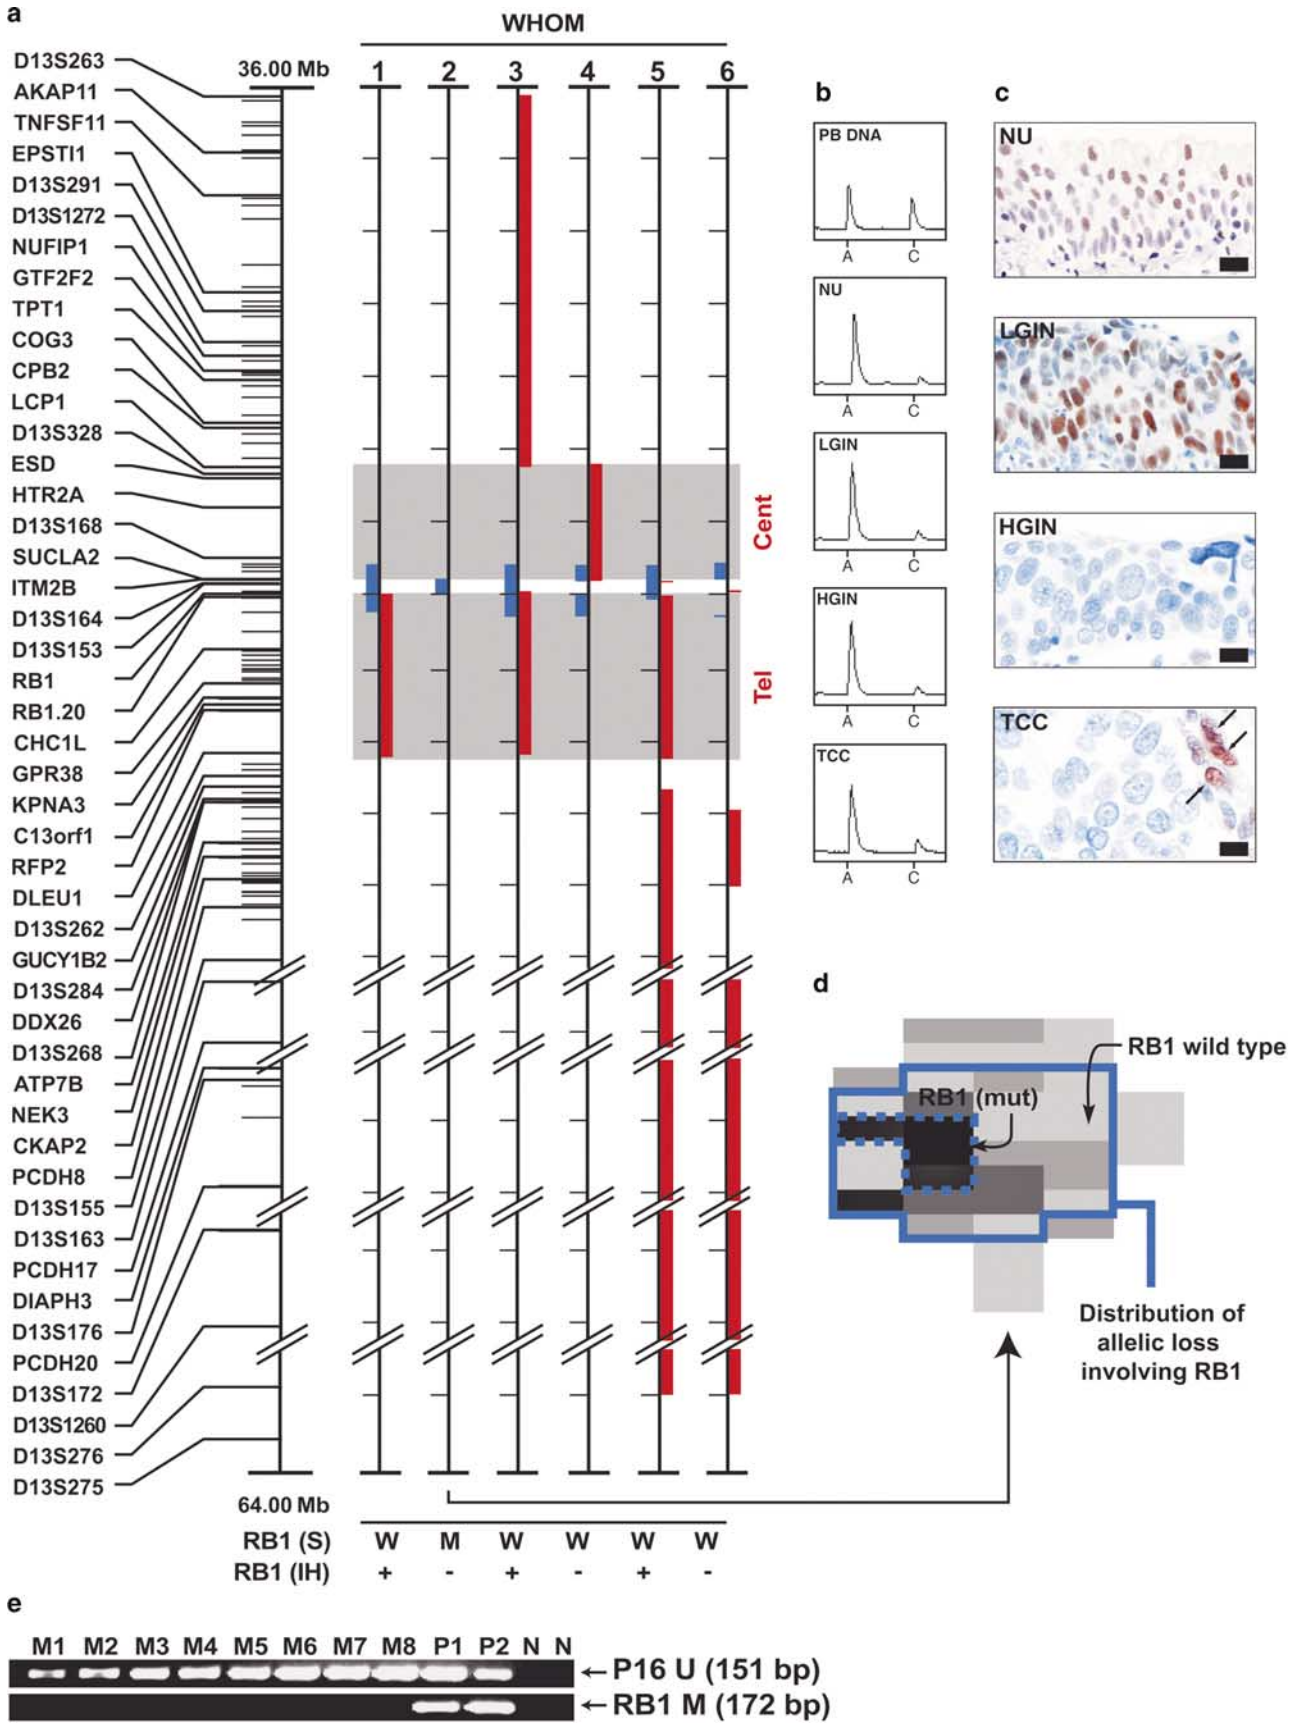 a
WHOM
36.00 Mb
1 2 3 4 5 6
D13S263
AKAP11
TNFSF11
EPSTI1
D13S291
D13S1272
NUFIP1
GTF2F2
TPT1
COG3
CPB2
LCP1
D13S328
ESD
HTR2A
D13S168
SUCLA2
ITM2B
D13S164
D13S153
RB1
RB1.20
CHC1L
GPR38
KPNA3
C13orf1
RFP2
DLEU1
D13S262
GUCY1B2
D13S284
DDX26
D13S268
ATP7B
NEK3
CKAP2
PCDH8
D13S155
D13S163
PCDH17
DIAPH3
D13S176
PCDH20
D13S172
D13S1260
D13S276
D13S275
Cent
Tel
64.00 Mb
RB1 (S) W M W W W W
RB1 (IH) + - + - + -
b
PB DNA
A C
NU
A C
LGIN
A C
HGIN
A C
TCC
A C
c
NU
LGIN
HGIN
TCC
d
RB1 wild type
RB1 (mut)
Distribution of
allelic loss
involving RB1
e
M1 M2 M3 M4 M5 M6 M7 M8 P1 P2 N N
P16 U (151 bp)
RB1 M (172 bp)